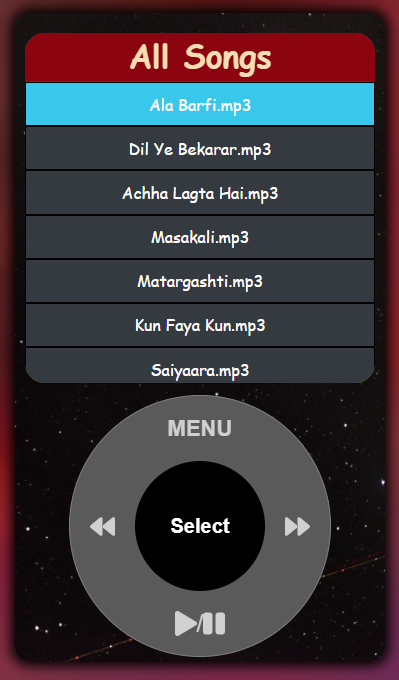 All Songs
Ala Barfi.mp3
Dil Ye Bekarar.mp3
Achha Lagta Hai.mp3
Masakali.mp3
Matargashti.mp3
Kun Faya Kun.mp3
Saiyaara.mp3
MENU
Select
/